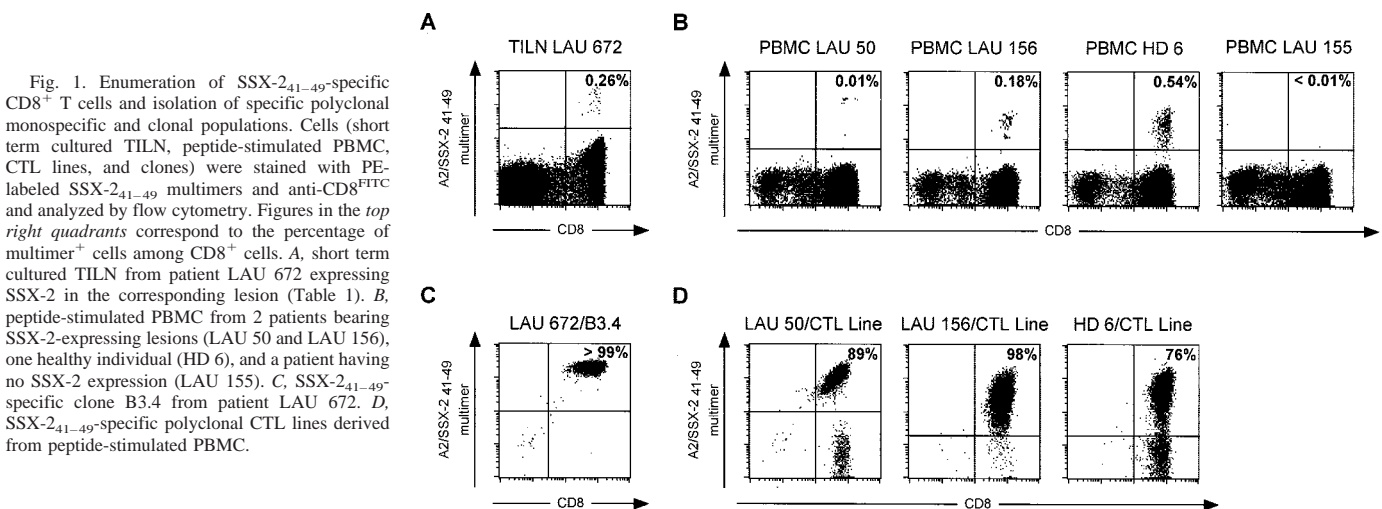 Fig. 1. Enumeration of SSX-2₄₁₋₄₉-specific
CD8⁺ T cells and isolation of specific polyclonal
monospecific and clonal populations. Cells (short
term cultured TILN, peptide-stimulated PBMC,
CTL lines, and clones) were stained with PE-
labeled SSX-2₄₁₋₄₉ multimers and anti-CD8ᶠᴵᵀᶜ
and analyzed by flow cytometry. Figures in the top
right quadrants correspond to the percentage of
multimer⁺ cells among CD8⁺ cells. A, short term
cultured TILN from patient LAU 672 expressing
SSX-2 in the corresponding lesion (Table 1). B,
peptide-stimulated PBMC from 2 patients bearing
SSX-2-expressing lesions (LAU 50 and LAU 156),
one healthy individual (HD 6), and a patient having
no SSX-2 expression (LAU 155). C, SSX-2₄₁₋₄₉-
specific clone B3.4 from patient LAU 672. D,
SSX-2₄₁₋₄₉-specific polyclonal CTL lines derived
from peptide-stimulated PBMC.
A
TILN LAU 672
0.26%
A2/SSX-2 41-49
multimer
CD8
B
PBMC LAU 50
PBMC LAU 156
PBMC HD 6
PBMC LAU 155
0.01%
0.18%
0.54%
< 0.01%
A2/SSX-2 41-49
multimer
CD8
C
LAU 672/B3.4
> 99%
A2/SSX-2 41-49
multimer
CD8
D
LAU 50/CTL Line
LAU 156/CTL Line
HD 6/CTL Line
89%
98%
76%
A2/SSX-2 41-49
multimer
CD8